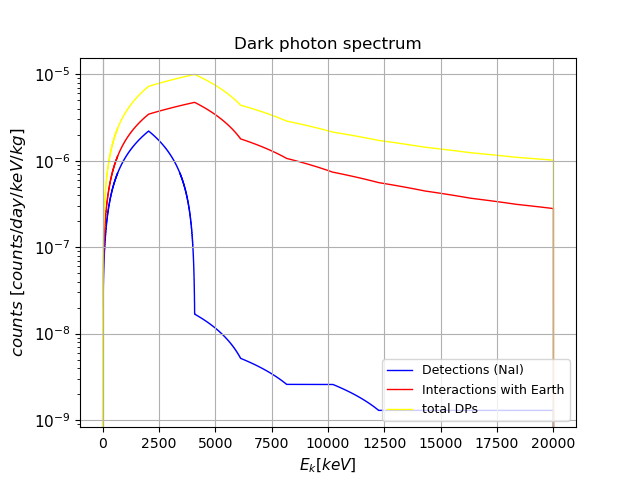 Dark photon spectrum
counts [counts/day/keV/kg]
10⁻⁵
10⁻⁶
10⁻⁷
10⁻⁸
10⁻⁹
Detections (NaI)
Interactions with Earth
total DPs
0 2500 5000 7500 10000 12500 15000 17500 20000
Eₖ[keV]